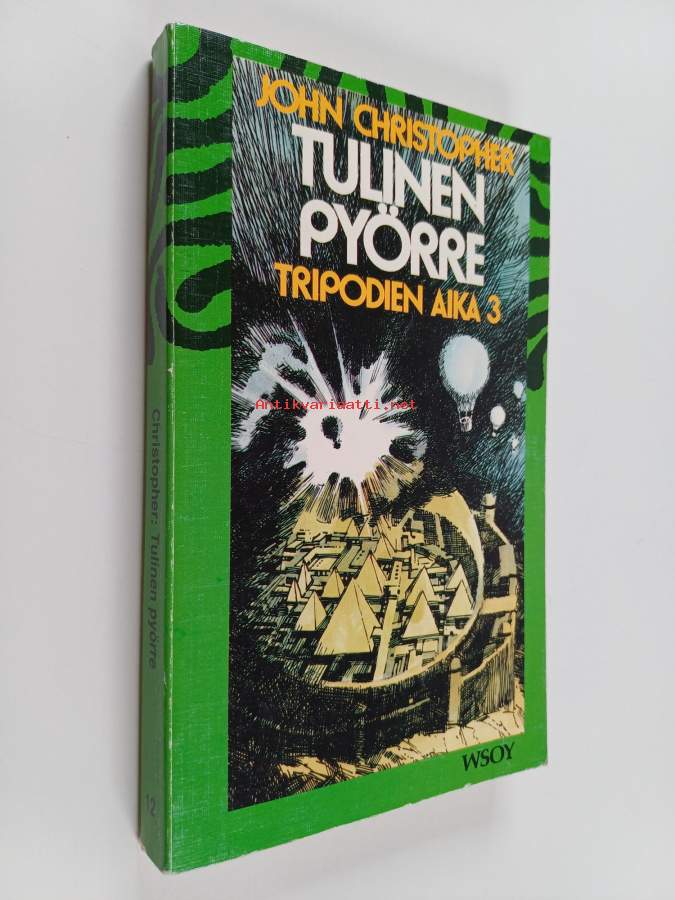 JOHN CHRISTOPHER
TULINEN
PYÖRRE
TRIPODIEN AIKA 3
Antikvariaatti.net
WSOY
Christopher: Tulinen pyörre
12